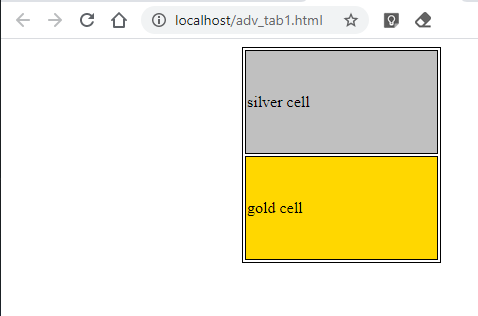 localhost/adv_tab1.html
silver cell
gold cell